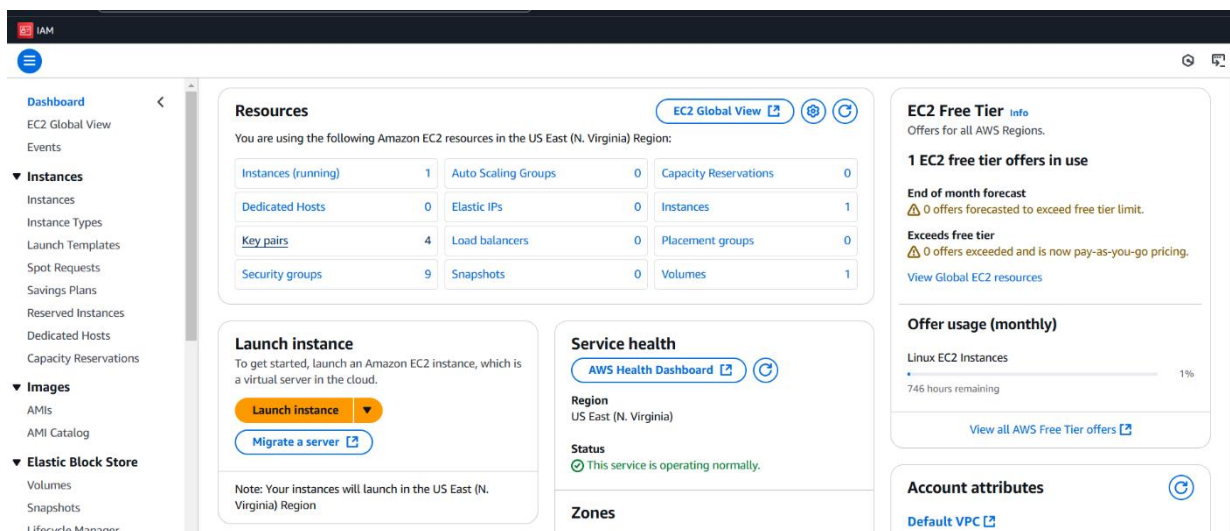 IAM
Dashboard
EC2 Global View
Events
Instances
Instances
Instance Types
Launch Templates
Spot Requests
Savings Plans
Reserved Instances
Dedicated Hosts
Capacity Reservations
Images
AMIs
AMI Catalog
Elastic Block Store
Volumes
Snapshots
Lifecycle Manager
Resources
EC2 Global View
You are using the following Amazon EC2 resources in the US East (N. Virginia) Region:
Instances (running) 1 Auto Scaling Groups 0 Capacity Reservations 0
Dedicated Hosts 0 Elastic IPs 0 Instances 1
Key pairs 4 Load balancers 0 Placement groups 0
Security groups 9 Snapshots 0 Volumes 1
Launch instance
To get started, launch an Amazon EC2 instance, which is
a virtual server in the cloud.
Launch instance
Migrate a server
Note: Your instances will launch in the US East (N.
Virginia) Region
Service health
AWS Health Dashboard
Region
US East (N. Virginia)
Status
This service is operating normally.
Zones
EC2 Free Tier Info
Offers for all AWS Regions.
1 EC2 free tier offers in use
End of month forecast
0 offers forecasted to exceed free tier limit.
Exceeds free tier
0 offers exceeded and is now pay-as-you-go pricing.
View Global EC2 resources
Offer usage (monthly)
Linux EC2 Instances
1%
746 hours remaining
View all AWS Free Tier offers
Account attributes
Default VPC